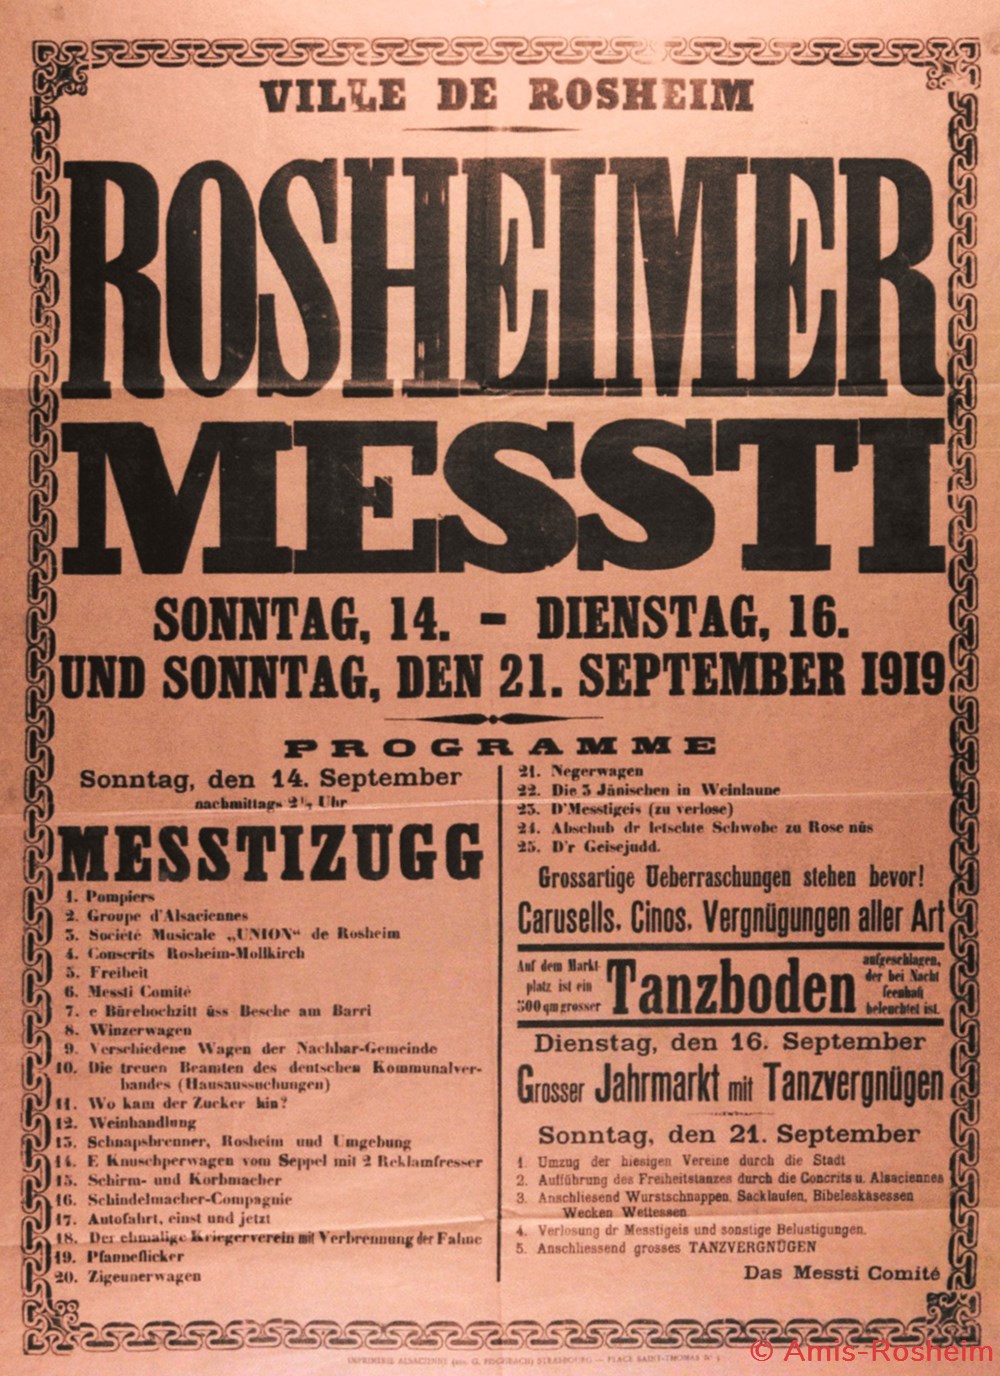 VILLE DE ROSHEIM
ROSHEIMER
MESSTI
SONNTAG, 14. - DIENSTAG, 16.
UND SONNTAG, DEN 21. SEPTEMBER 1919
PROGRAMME
Sonntag, den 14. September
nachmittags 2½ Uhr
MESSTIZUGG
1. Pompiers
2. Groupe d'Alsaciennes
3. Societé Musicale „UNION“ de Rosheim
4. Conscrits Rosheim-Mollkirch
5. Freiheit
6. Messti Comité
7. e Bürehochzitt üss Besche am Barri
8. Winzerwagen
9. Verschiedene Wagen der Nachbar-Gemeinde
10. Die treuen Beamten des deutschen Kommunalver-
bandes (Hausaussuchungen)
11. Wo kam der Zucker hin?
12. Weinhandlung
13. Schnapsbrenner, Rosheim und Umgebung
14. E Knuschperwagen vom Seppel mit 2 Reklamfresser
15. Schirm- und Korbmacher
16. Schindelmacher-Compagnie
17. Autofahrt, einst und jetzt
18. Der ehmalige Kriegerverein mit Verbrennung der Fahne
19. Pfanneflicker
20. Zigeunerwagen
21. Negerwagen
22. Die 3 Jänischen in Weinlaune
23. D'Messtigeis (zu verlose)
24. Abschub dr letschte Schwobe zu Rose nüs
25. D'r Geisejudd.
Grossartige Ueberraschungen stehen bevor!
Carusells, Cinos, Vergnügungen aller Art
Auf dem Markt-
platz ist ein
500 qm grosser
Tanzboden
aufgeschlagen,
der bei Nacht
feenhaft
beleuchtet ist.
Dienstag, den 16. September
Grosser Jahrmarkt mit Tanzvergnügen
Sonntag, den 21. September
1. Umzug der hiesigen Vereine durch die Stadt
2. Aufführung des Freiheitstanzes durch die Concrits u. Alsaciennes
3. Anschliesend Wurstschnappen, Sacklaufen, Bibeleskäsessen
Wecken Wettessen
4. Verlosung dr Messtigeis und sonstige Belustigungen.
5. Anschliessend grosses TANZVERGNÜGEN
Das Messti Comité
IMPRIMERIE ALSACIENNE (anc. G. FISCHBACH) STRASBOURG — PLACE SAINT-THOMAS N° 3
© Amis-Rosheim